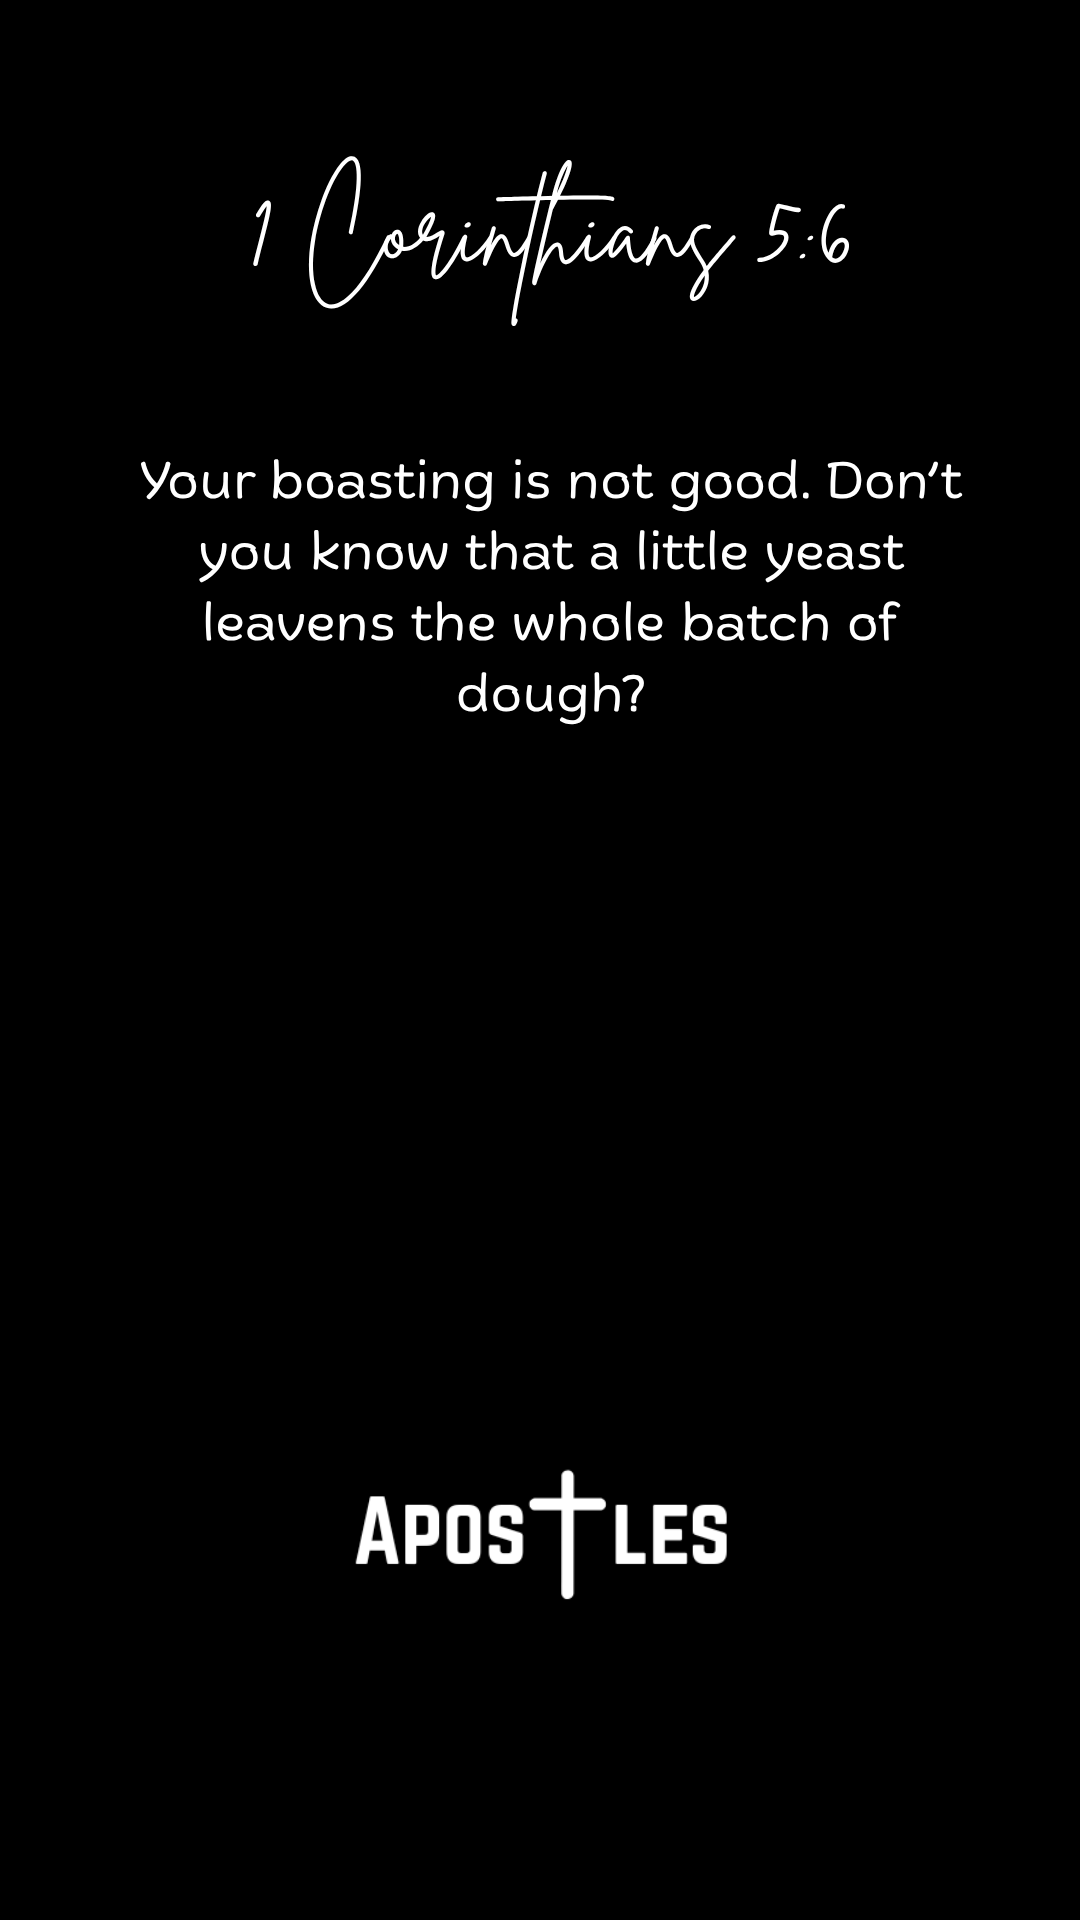 1 Corinthians 5:6
Your boasting is not good. Don’t
you know that a little yeast
leavens the whole batch of
dough?
APOSTLES